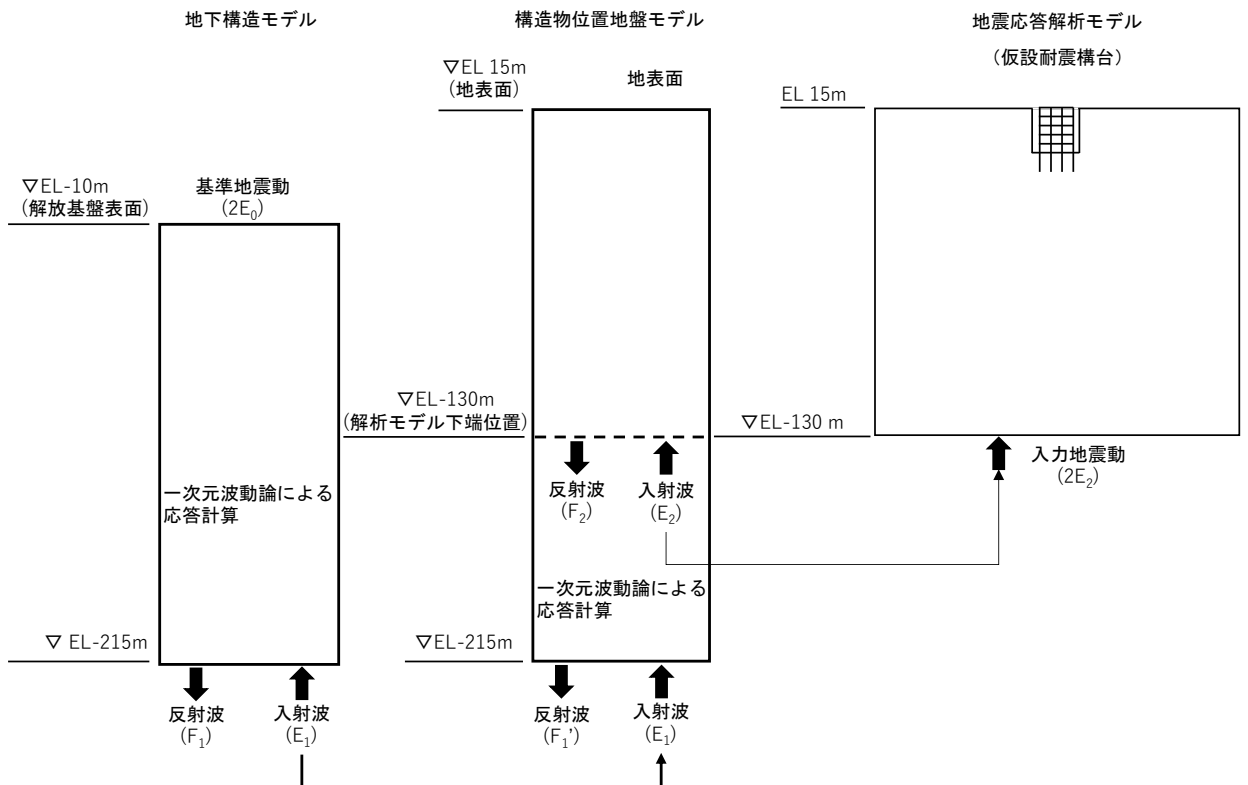 地下構造モデル
▽EL-10m
(解放基盤表面)
基準地震動
(2E₀)
一次元波動論による
応答計算
▽ EL-215m
反射波
(F₁)
入射波
(E₁)
構造物位置地盤モデル
▽EL 15m
(地表面)
地表面
▽EL-130m
(解析モデル下端位置)
反射波
(F₂)
入射波
(E₂)
一次元波動論による
応答計算
▽EL-215m
反射波
(F₁')
入射波
(E₁)
地震応答解析モデル
(仮設耐震構台)
EL 15m
▽EL-130 m
入力地震動
(2E₂)